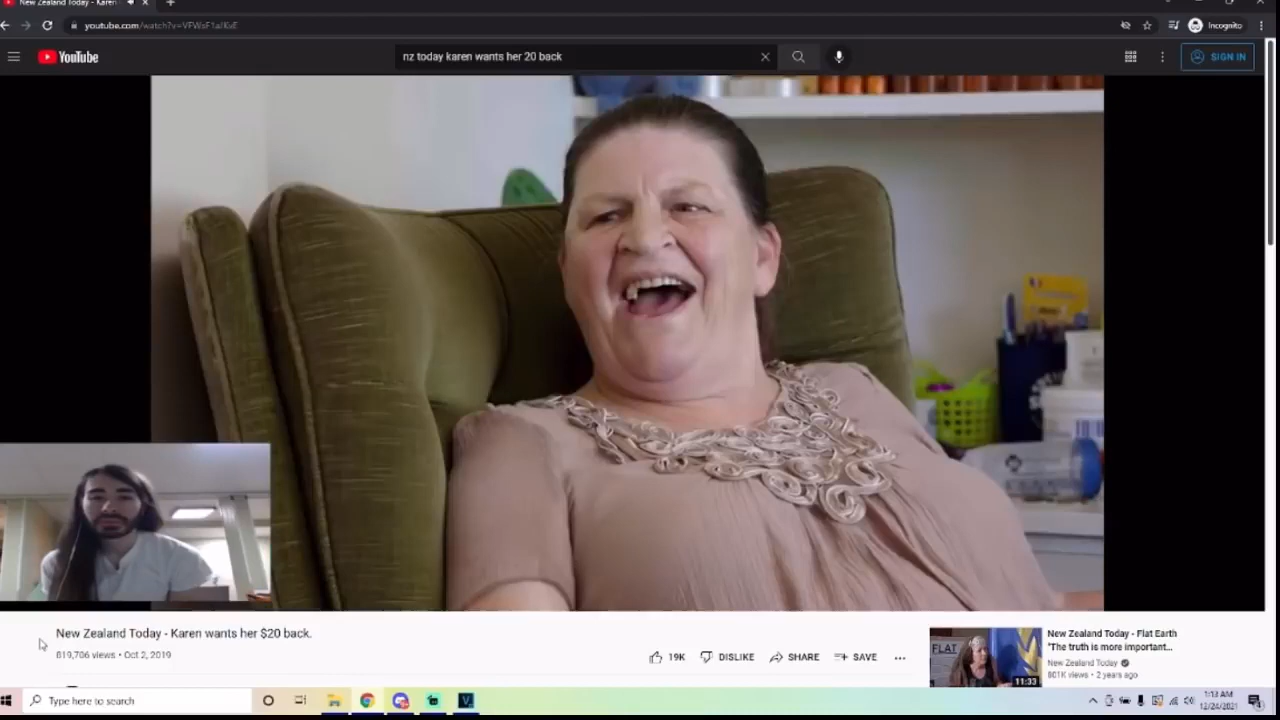 New Zealand Today - Karen
youtube.com/watch?v=
Incognito
YouTube
nz today karen wants her 20 back
SIGN IN
New Zealand Today - Karen wants her $20 back.
819,706 views • Oct 2, 2019
19K
DISLIKE
SHARE
SAVE
FLAT
11:33
New Zealand Today - Flat Earth
"The truth is more important...
New Zealand Today
801K views • 2 years ago
Type here to search
1:13 AM
12/24/2021